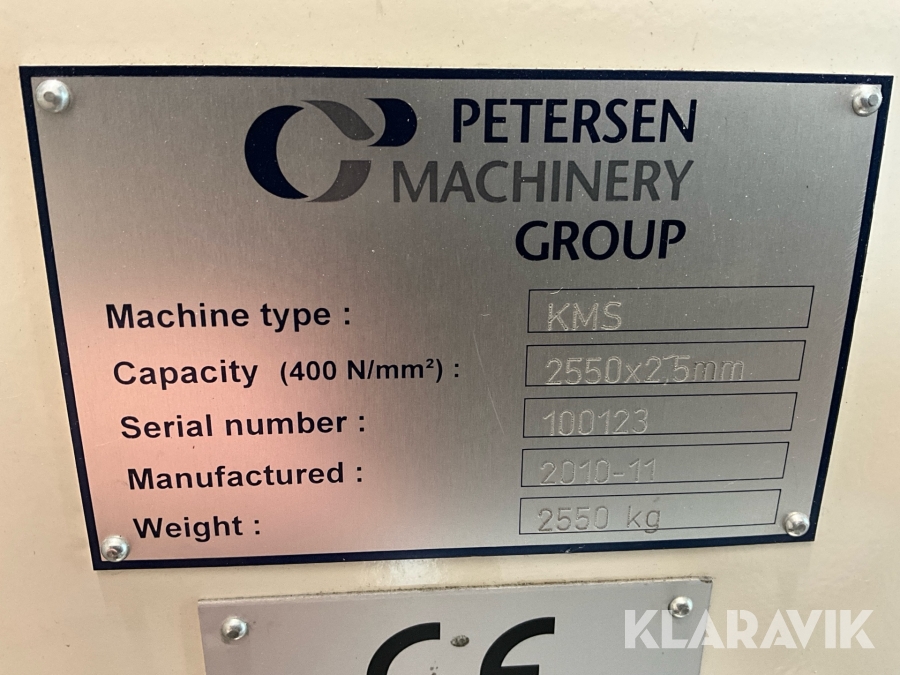 PETERSEN
MACHINERY
GROUP
Machine type : KMS
Capacity (400 N/mm²) : 2550x2,5mm
Serial number : 100123
Manufactured : 2010-11
Weight : 2550 kg
CE
KLARAVIK